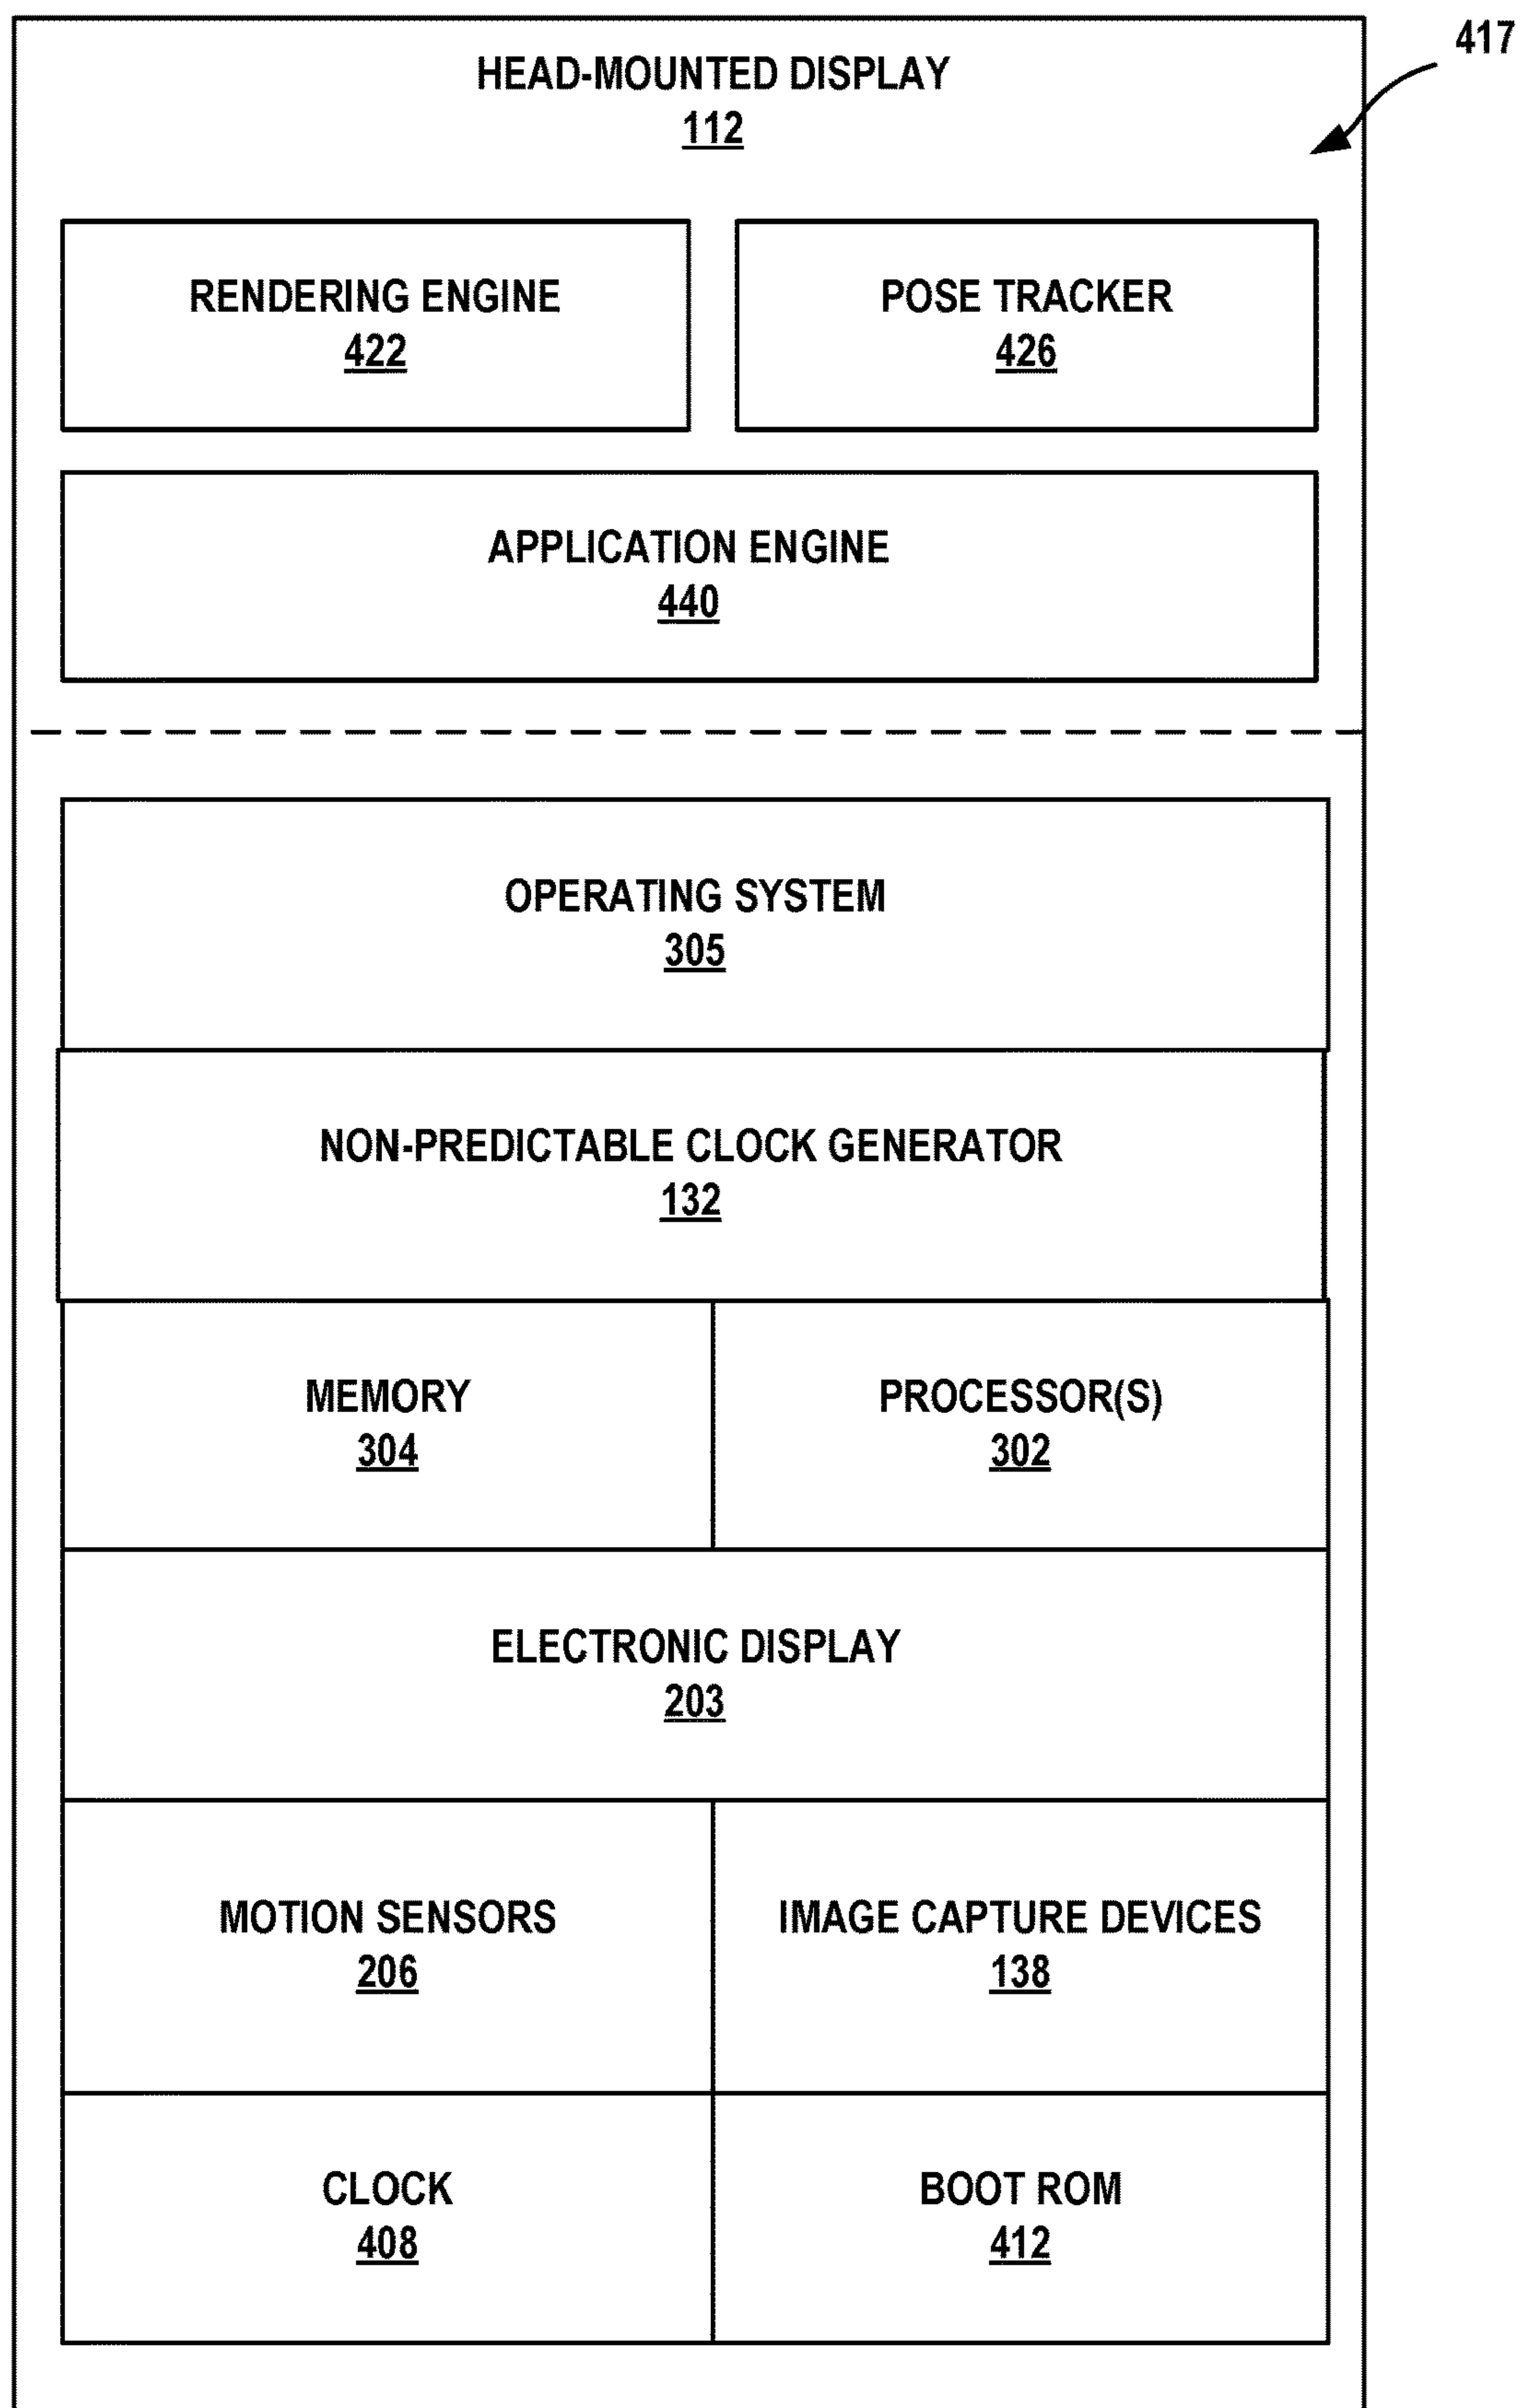 417
HEAD-MOUNTED DISPLAY
112
RENDERING ENGINE
422
POSE TRACKER
426
APPLICATION ENGINE
440
OPERATING SYSTEM
305
NON-PREDICTABLE CLOCK GENERATOR
132
MEMORY
304
PROCESSOR(S)
302
ELECTRONIC DISPLAY
203
MOTION SENSORS
206
IMAGE CAPTURE DEVICES
138
CLOCK
408
BOOT ROM
412